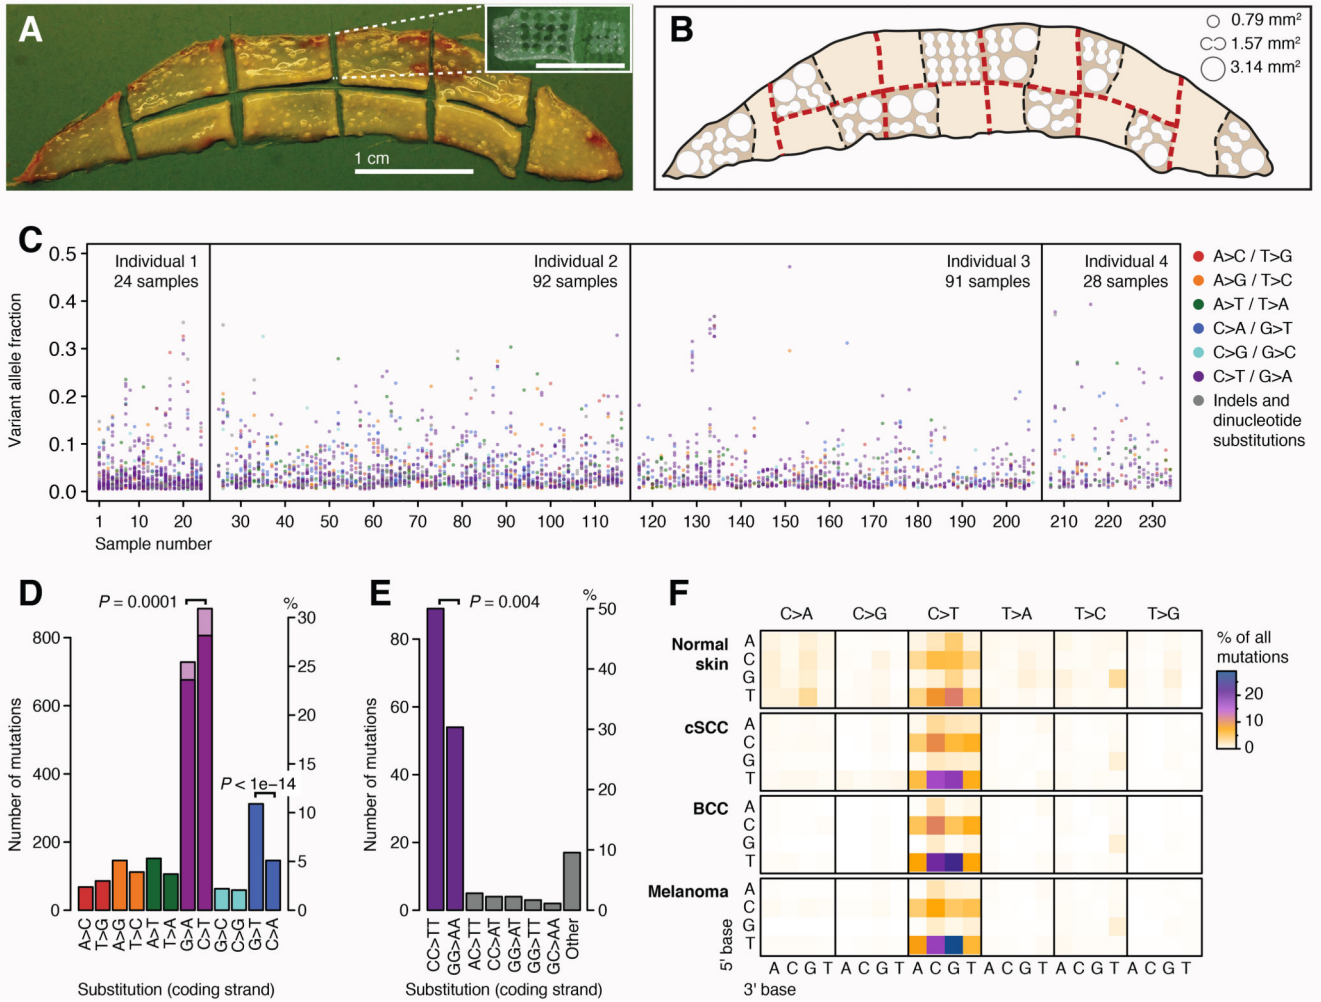 A
1 cm
B
0.79 mm²
1.57 mm²
3.14 mm²
C
Variant allele fraction
0.5
0.4
0.3
0.2
0.1
0.0
Individual 1
24 samples
Individual 2
92 samples
Individual 3
91 samples
Individual 4
28 samples
1 10 20 30 40 50 60 70 80 90 100 110 120 130 140 150 160 170 180 190 200 210 220 230
Sample number
A>C / T>G
A>G / T>C
A>T / T>A
C>A / G>T
C>G / G>C
C>T / G>A
Indels and
dinucleotide
substitutions
D
P = 0.0001
P < 1e−14
%
Number of mutations
800
600
400
200
0
30
25
20
15
10
5
0
A>C T>G A>G T>C A>T T>A G>A C>T G>C C>G G>T C>A
Substitution (coding strand)
E
P = 0.004
%
Number of mutations
80
60
40
20
0
50
40
30
20
10
0
CC>TT GG>AA AC>TT CC>AT GG>AT GG>TT GC>AA Other
Substitution (coding strand)
F
C>A C>G C>T T>A T>C T>G
Normal
skin
A
C
G
T
cSCC
A
C
G
T
BCC
A
C
G
T
Melanoma
A
C
G
T
5' base
A C G T A C G T A C G T A C G T A C G T A C G T
3' base
% of all
mutations
20
10
0